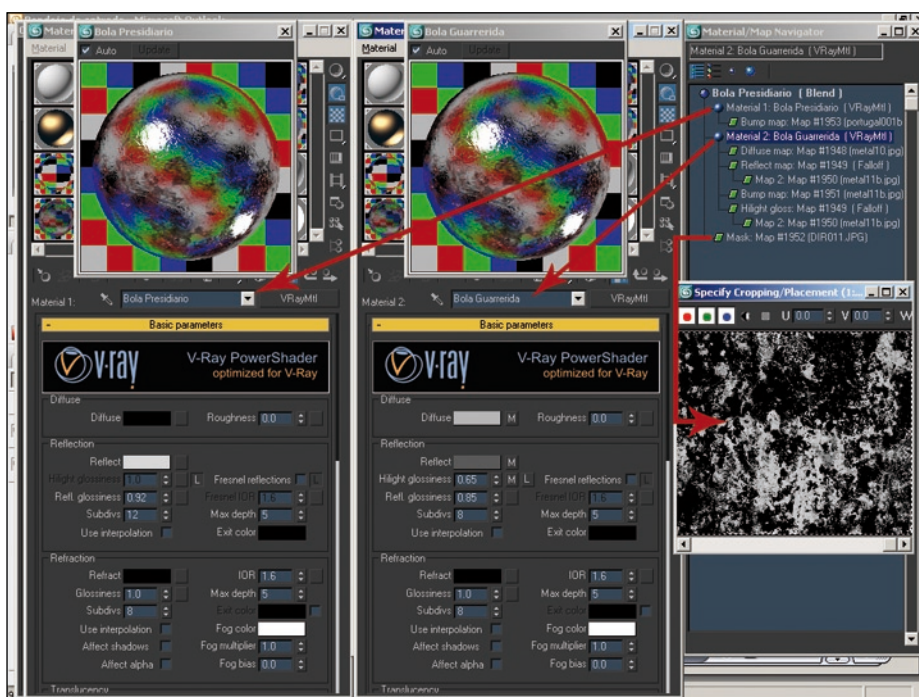 Bandeja de entrada - Microsoft Outlook
Bola Presidiario
Material
Auto
Update
Material 1:
Bola Presidiario
VRayMtl
Basic parameters
v·ray
V-Ray PowerShader
optimized for V-Ray
Diffuse
Diffuse
Roughness 0.0
Reflection
Reflect
Hilight glossiness 1.0 L Fresnel reflections L
Refl. glossiness 0.92 Fresnel IOR 1.6
Subdivs 12 Max depth 5
Use interpolation Exit color
Refraction
Refract IOR 1.6
Glossiness 1.0 Max depth 5
Subdivs 8 Exit color
Use interpolation Fog color
Affect shadows Fog multiplier 1.0
Affect alpha Fog bias 0.0
Translucency
Bola Guarrerida
Material
Auto
Update
Material 2:
Bola Guarrerida
VRayMtl
Basic parameters
v·ray
V-Ray PowerShader
optimized for V-Ray
Diffuse
Diffuse M Roughness 0.0
Reflection
Reflect M
Hilight glossiness 0.65 M L Fresnel reflections L
Refl. glossiness 0.85 Fresnel IOR 1.6
Subdivs 8 Max depth 5
Use interpolation Exit color
Refraction
Refract IOR 1.6
Glossiness 1.0 Max depth 5
Subdivs 8 Exit color
Use interpolation Fog color
Affect shadows Fog multiplier 1.0
Affect alpha Fog bias 0.0
Translucency
Material/Map Navigator
Material 2: Bola Guarrerida ( VRayMtl )
Bola Presidiario ( Blend )
Material 1: Bola Presidiario ( VRayMtl )
Bump map: Map #1953 (portugal001b
Material 2: Bola Guarrerida ( VRayMtl )
Diffuse map: Map #1948 (metal10.jpg)
Reflect map: Map #1949 ( Falloff )
Map 2: Map #1950 (metal11b.jpg)
Bump map: Map #1951 (metal11b.jpg)
Hilight gloss: Map #1949 ( Falloff )
Map 2: Map #1950 (metal11b.jpg)
Mask: Map #1952 (DIR011.JPG)
Specify Cropping/Placement (1:...
U 0.0 V 0.0 W